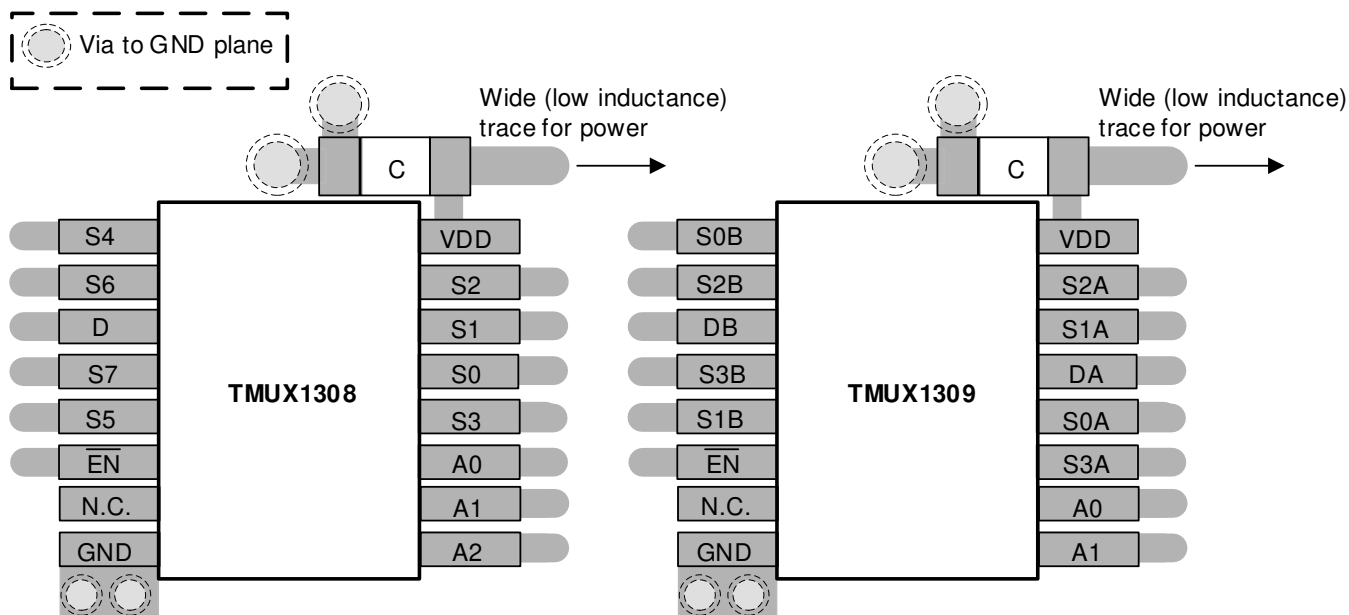 Via to GND plane
Wide (low inductance)
trace for power
C
S4
S6
D
S7
S5
EN
N.C.
GND
TMUX1308
VDD
S2
S1
S0
S3
A0
A1
A2
Wide (low inductance)
trace for power
C
S0B
S2B
DB
S3B
S1B
EN
N.C.
GND
TMUX1309
VDD
S2A
S1A
DA
S0A
S3A
A0
A1